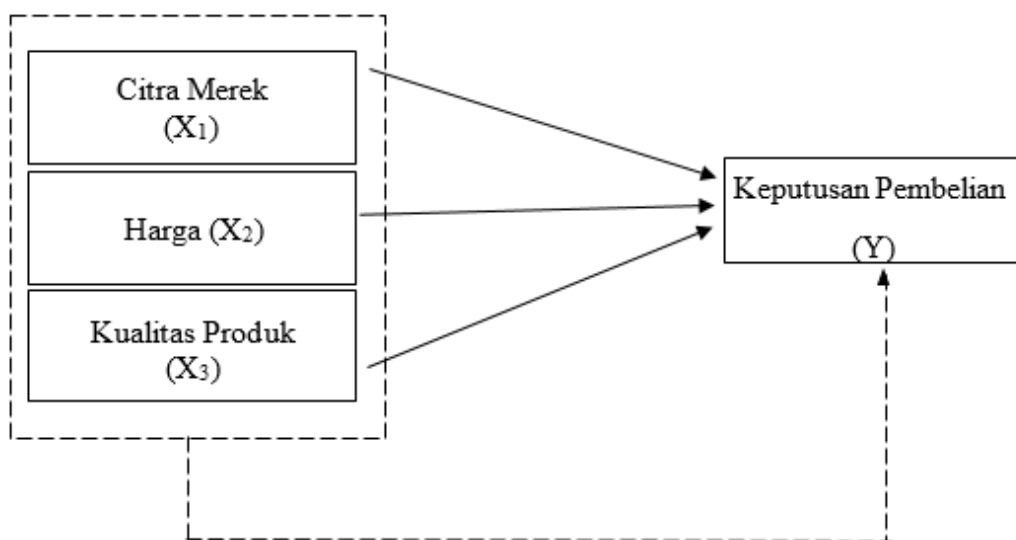 Citra Merek
(X₁)
Harga (X₂)
Kualitas Produk
(X₃)
Keputusan Pembelian
(Y)